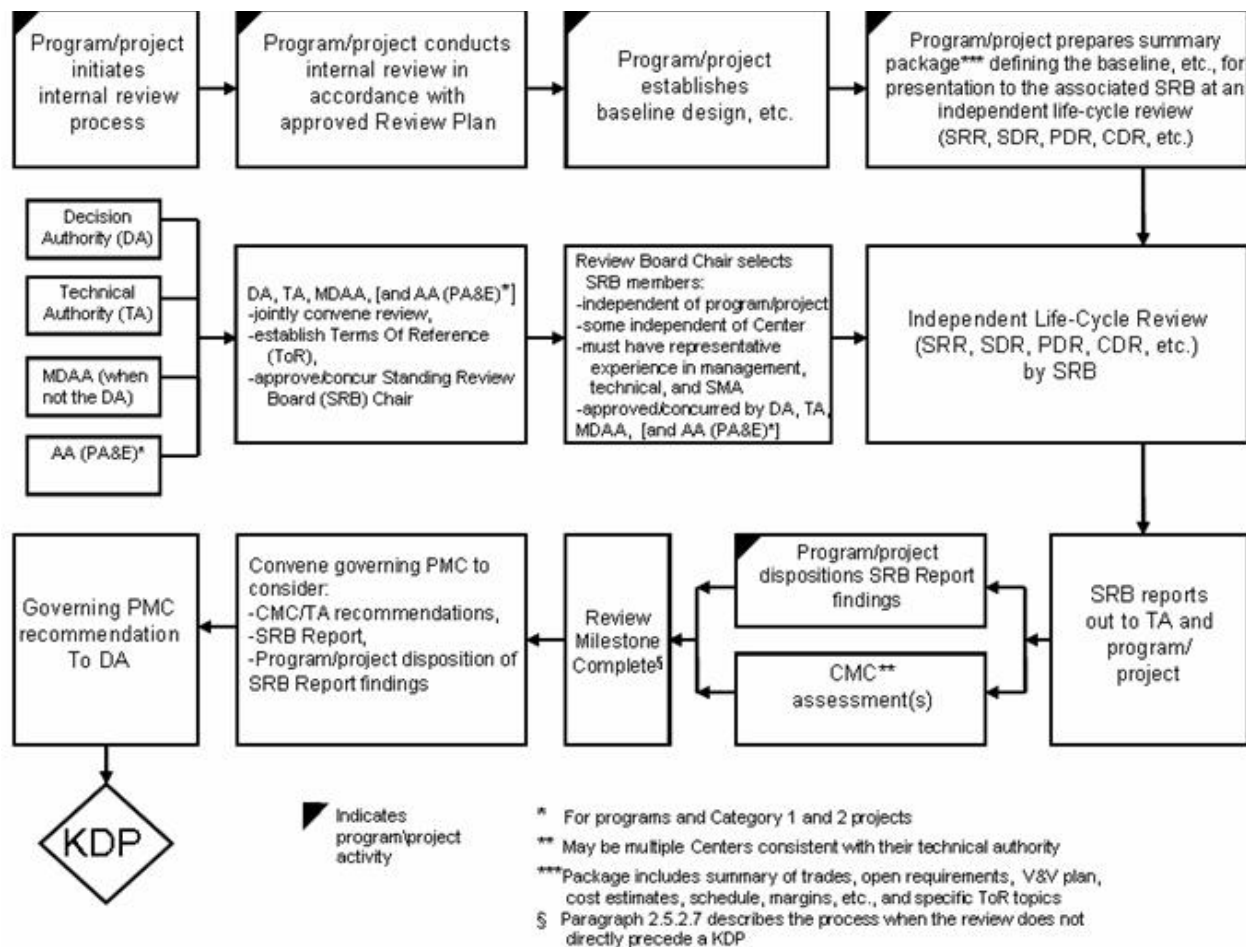 Program/project
initiates
internal review
process
Program/project conducts
internal review in
accordance with
approved Review Plan
Program/project
establishes
baseline design, etc.
Program/project prepares summary
package*** defining the baseline, etc., for
presentation to the associated SRB at an
independent life-cycle review
(SRR, SDR, PDR, CDR, etc.)
Decision
Authority (DA)
Technical
Authority (TA)
MDAA (when
not the DA)
AA (PA&E)*
DA, TA, MDAA, [and AA (PA&E)*]
-jointly convene review,
-establish Terms Of Reference
(ToR),
-approve/concur Standing Review
Board (SRB) Chair
Review Board Chair selects
SRB members:
-independent of program/project
-some independent of Center
-must have representative
experience in management,
technical, and SMA
-approved/concurred by DA, TA,
MDAA, [and AA (PA&E)*]
Independent Life-Cycle Review
(SRR, SDR, PDR, CDR, etc.)
by SRB
Governing PMC
recommendation
To DA
Convene governing PMC to
consider:
-CMC/TA recommendations,
-SRB Report,
-Program/project disposition of
SRB Report findings
Review
Milestone
Complete§
Program/project
dispositions SRB Report
findings
CMC**
assessment(s)
SRB reports
out to TA and
program/
project
KDP
Indicates
program\project
activity
* For programs and Category 1 and 2 projects
** May be multiple Centers consistent with their technical authority
***Package includes summary of trades, open requirements, V&V plan,
cost estimates, schedule, margins, etc., and specific ToR topics
§ Paragraph 2.5.2.7 describes the process when the review does not
directly precede a KDP